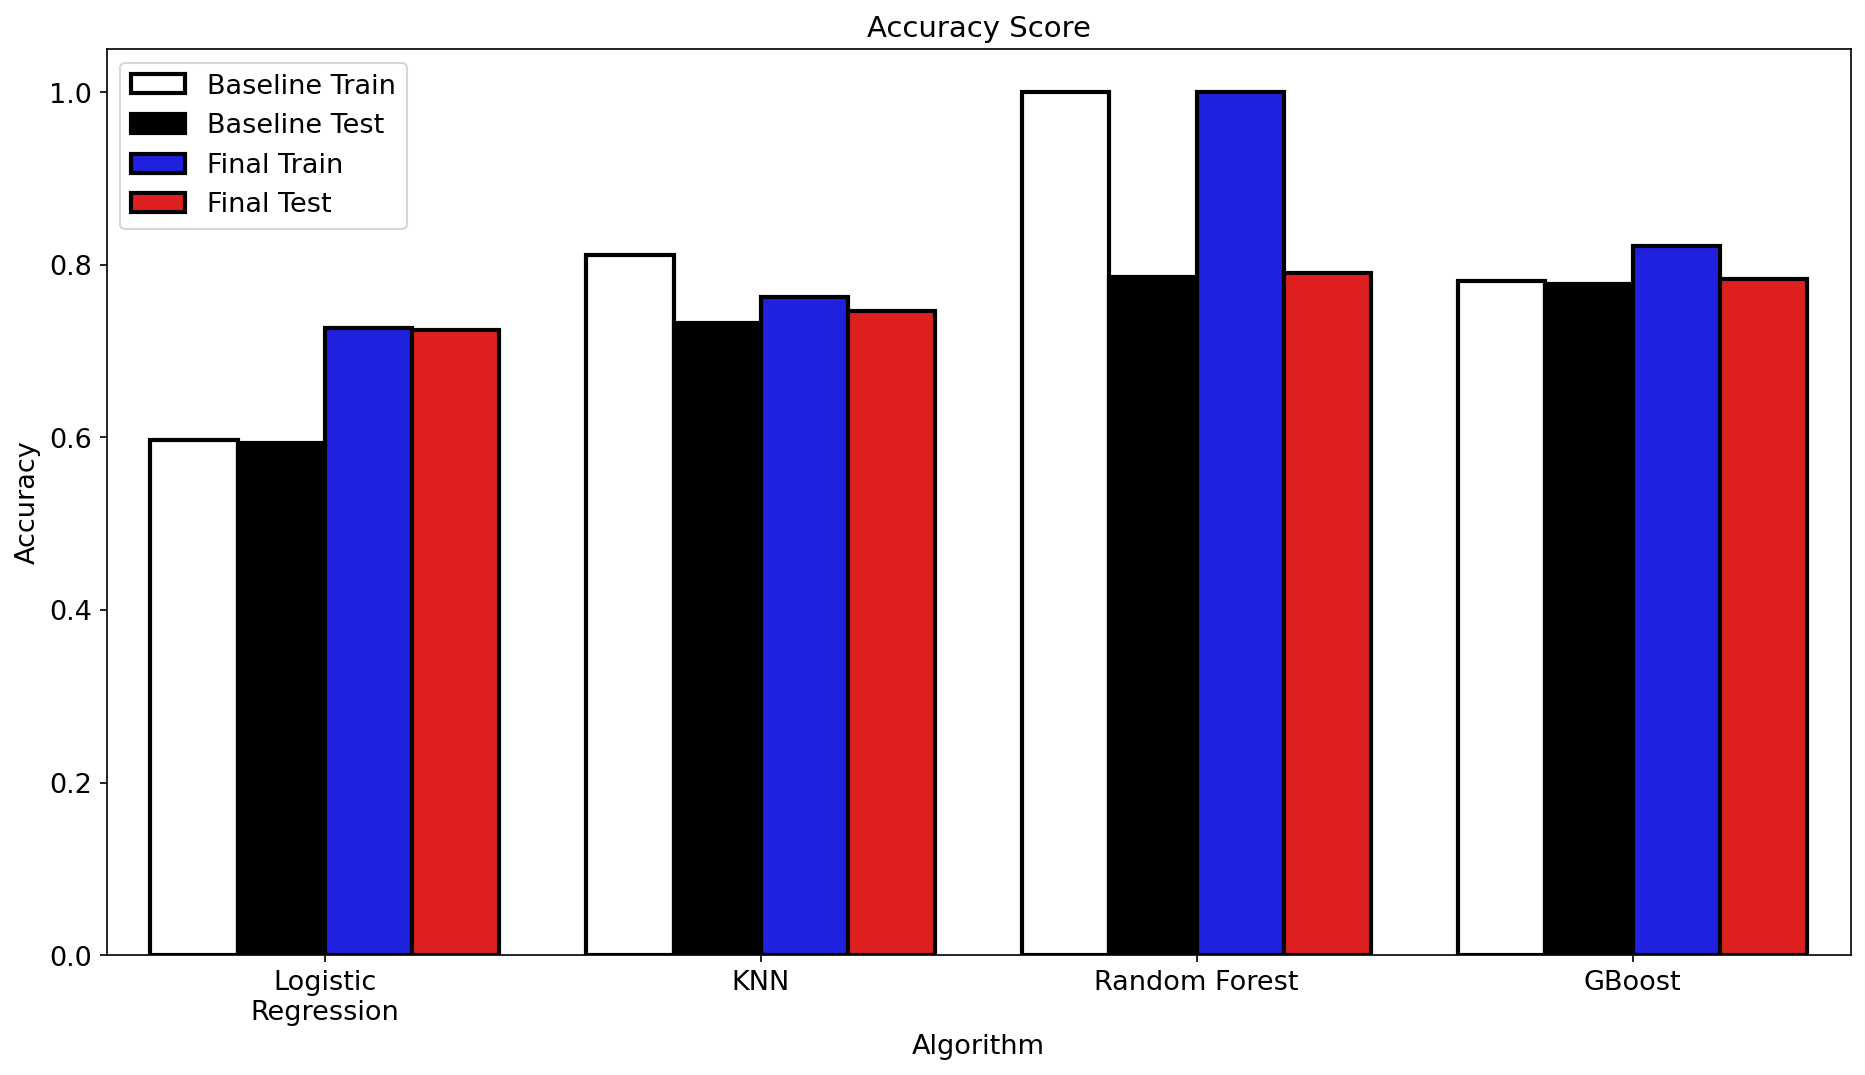 Accuracy Score
Baseline Train
Baseline Test
Final Train
Final Test
1.0
0.8
0.6
0.4
0.2
0.0
Accuracy
Logistic
Regression
KNN
Random Forest
GBoost
Algorithm